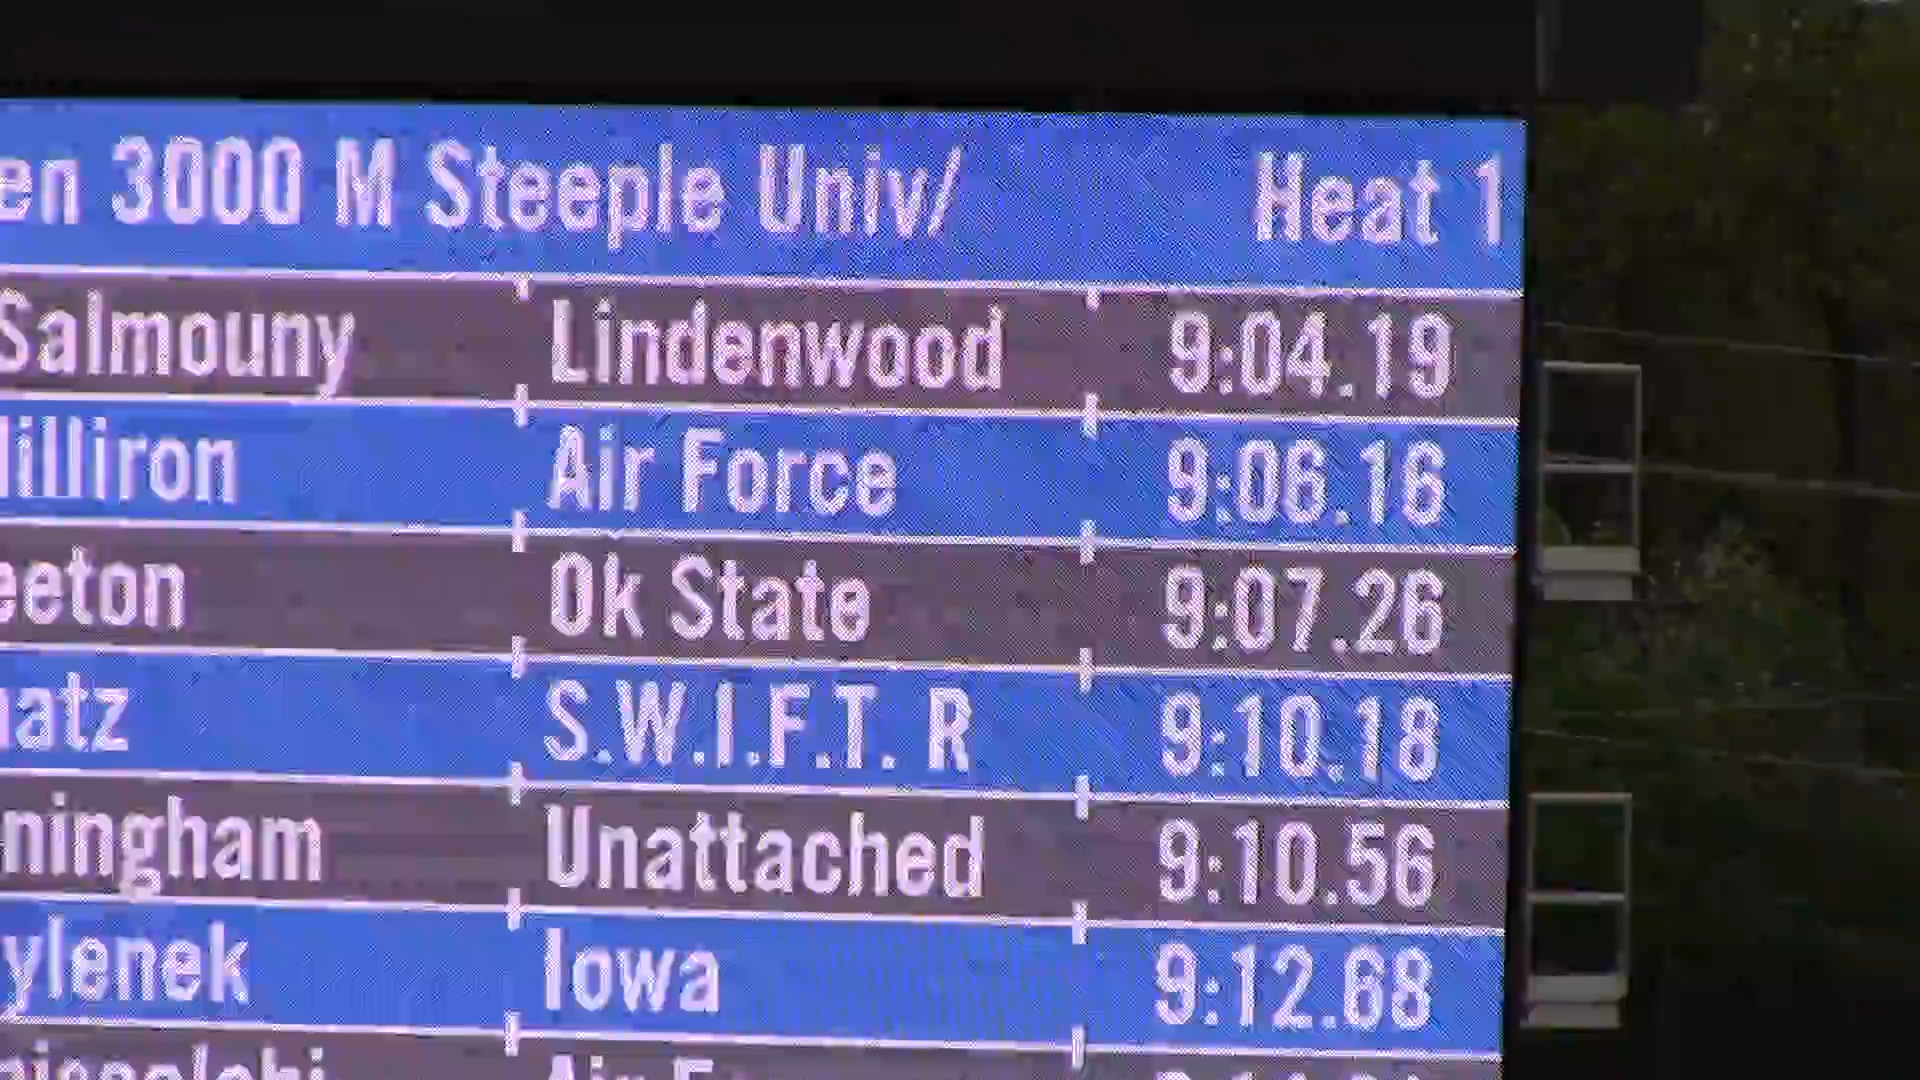 en 3000 M Steeple Univ/ Heat 1
Salmouny Lindenwood 9:04.19
illiron Air Force 9:06.16
eeton Ok State 9:07.26
atz S.W.I.F.T. R 9:10.18
ningham Unattached 9:10.56
ylenek Iowa 9:12.68
Air F